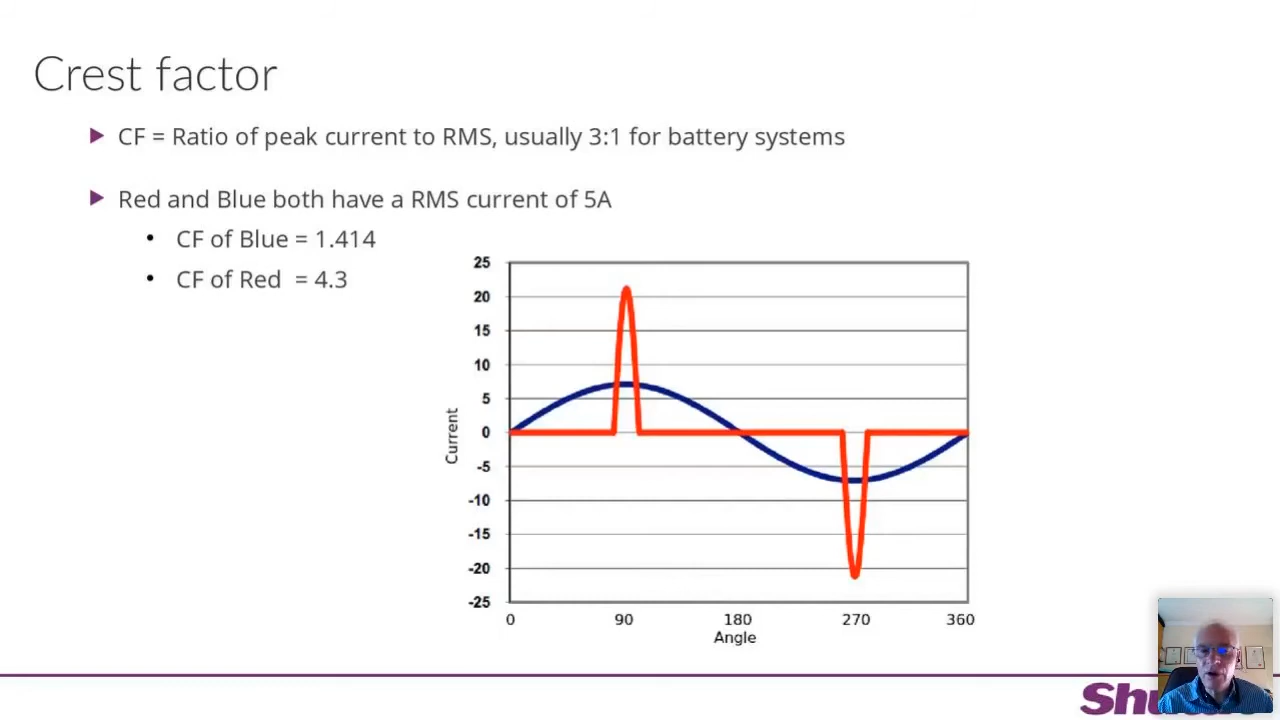 Crest factor
CF = Ratio of peak current to RMS, usually 3:1 for battery systems
Red and Blue both have a RMS current of 5A
CF of Blue = 1.414
CF of Red = 4.3
25
20
15
10
5
0
-5
-10
-15
-20
-25
Current
0 90 180 270 360
Angle